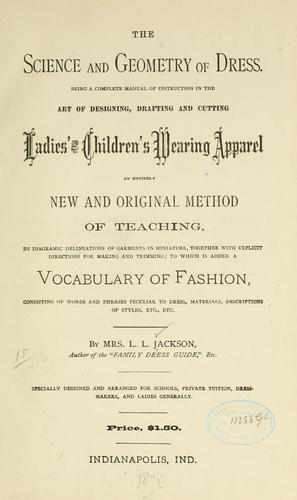 THE
SCIENCE AND GEOMETRY OF DRESS.
BEING A COMPLETE MANUAL OF INSTRUCTION IN THE
ART OF DESIGNING, DRAFTING AND CUTTING
Ladies' and Children's Wearing Apparel
AN ENTIRELY
NEW AND ORIGINAL METHOD
OF TEACHING,
BY DIAGRAMIC DELINEATIONS OF GARMENTS IN MINIATURE, TOGETHER WITH EXPLICIT
DIRECTIONS FOR MAKING AND TRIMMING; TO WHICH IS ADDED A
VOCABULARY OF FASHION,
CONSISTING OF WORDS AND PHRASES PECULIAR TO DRESS, MATERIALS, DESCRIPTIONS
OF STYLES, ETC., ETC.
BY MRS. L. L. JACKSON,
Author of the "FAMILY DRESS GUIDE," Etc.
SPECIALLY DESIGNED AND ARRANGED FOR SCHOOLS, PRIVATE TUITION, DRESS-
MAKERS, AND LADIES GENERALLY.
Price, $1.50.
INDIANAPOLIS, IND.